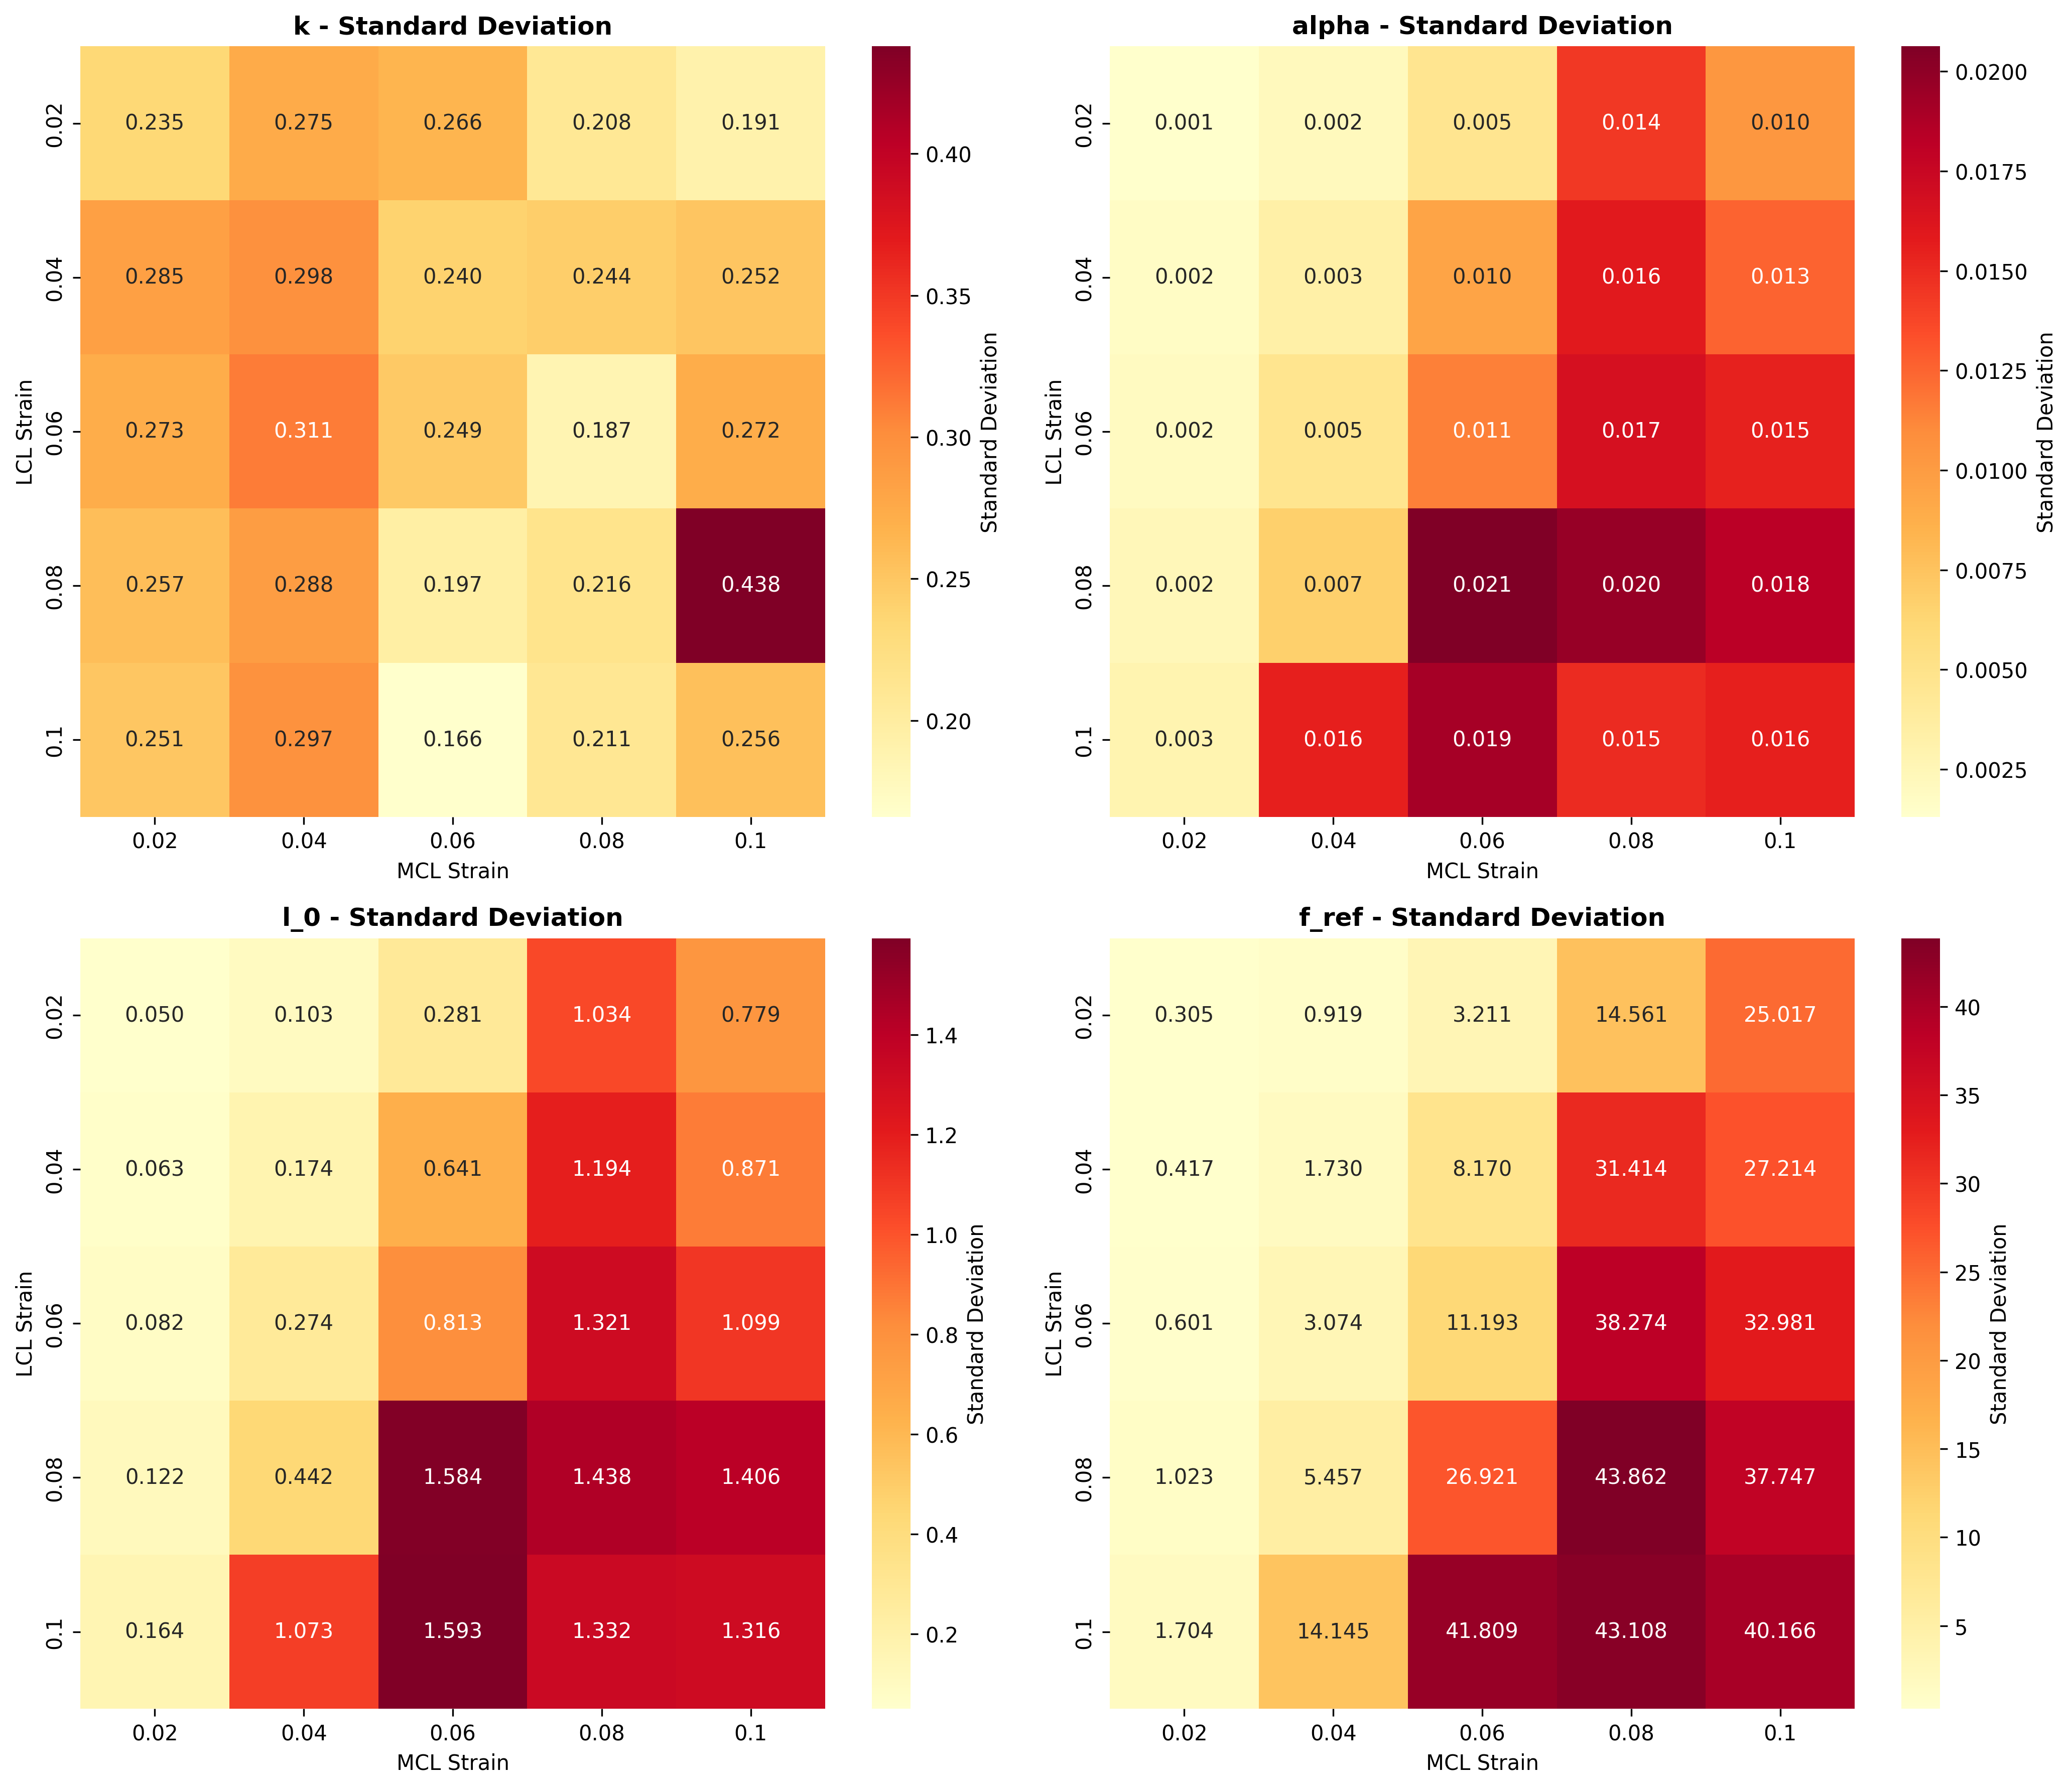 k - Standard Deviation
0.02 0.235 0.275 0.266 0.208 0.191
0.04 0.285 0.298 0.240 0.244 0.252
0.06 0.273 0.311 0.249 0.187 0.272
0.08 0.257 0.288 0.197 0.216 0.438
0.1 0.251 0.297 0.166 0.211 0.256
0.02 0.04 0.06 0.08 0.1
LCL Strain
MCL Strain
0.40
0.35
0.30
0.25
0.20
Standard Deviation
alpha - Standard Deviation
0.02 0.001 0.002 0.005 0.014 0.010
0.04 0.002 0.003 0.010 0.016 0.013
0.06 0.002 0.005 0.011 0.017 0.015
0.08 0.002 0.007 0.021 0.020 0.018
0.1 0.003 0.016 0.019 0.015 0.016
0.02 0.04 0.06 0.08 0.1
LCL Strain
MCL Strain
0.0200
0.0175
0.0150
0.0125
0.0100
0.0075
0.0050
0.0025
Standard Deviation
l_0 - Standard Deviation
0.02 0.050 0.103 0.281 1.034 0.779
0.04 0.063 0.174 0.641 1.194 0.871
0.06 0.082 0.274 0.813 1.321 1.099
0.08 0.122 0.442 1.584 1.438 1.406
0.1 0.164 1.073 1.593 1.332 1.316
0.02 0.04 0.06 0.08 0.1
LCL Strain
MCL Strain
1.4
1.2
1.0
0.8
0.6
0.4
0.2
Standard Deviation
f_ref - Standard Deviation
0.02 0.305 0.919 3.211 14.561 25.017
0.04 0.417 1.730 8.170 31.414 27.214
0.06 0.601 3.074 11.193 38.274 32.981
0.08 1.023 5.457 26.921 43.862 37.747
0.1 1.704 14.145 41.809 43.108 40.166
0.02 0.04 0.06 0.08 0.1
LCL Strain
MCL Strain
40
35
30
25
20
15
10
5
Standard Deviation